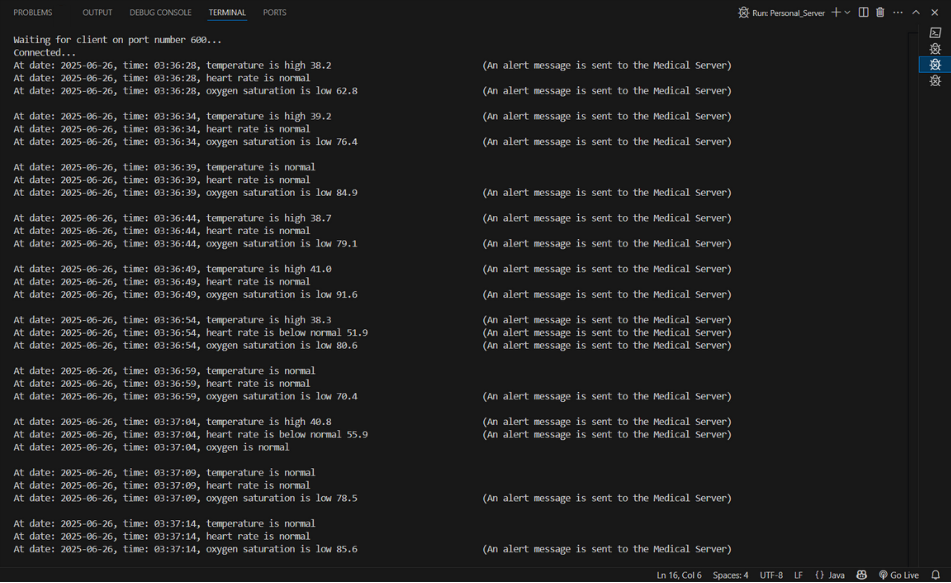 PROBLEMS OUTPUT DEBUG CONSOLE TERMINAL PORTS Run: Personal_Server
Waiting for client on port number 600...
Connected...
At date: 2025-06-26, time: 03:36:28, temperature is high 38.2 (An alert message is sent to the Medical Server)
At date: 2025-06-26, time: 03:36:28, heart rate is normal
At date: 2025-06-26, time: 03:36:28, oxygen saturation is low 62.8 (An alert message is sent to the Medical Server)
At date: 2025-06-26, time: 03:36:34, temperature is high 39.2 (An alert message is sent to the Medical Server)
At date: 2025-06-26, time: 03:36:34, heart rate is normal
At date: 2025-06-26, time: 03:36:34, oxygen saturation is low 76.4 (An alert message is sent to the Medical Server)
At date: 2025-06-26, time: 03:36:39, temperature is normal
At date: 2025-06-26, time: 03:36:39, heart rate is normal
At date: 2025-06-26, time: 03:36:39, oxygen saturation is low 84.9 (An alert message is sent to the Medical Server)
At date: 2025-06-26, time: 03:36:44, temperature is high 38.7 (An alert message is sent to the Medical Server)
At date: 2025-06-26, time: 03:36:44, heart rate is normal
At date: 2025-06-26, time: 03:36:44, oxygen saturation is low 79.1 (An alert message is sent to the Medical Server)
At date: 2025-06-26, time: 03:36:49, temperature is high 41.0 (An alert message is sent to the Medical Server)
At date: 2025-06-26, time: 03:36:49, heart rate is normal
At date: 2025-06-26, time: 03:36:49, oxygen saturation is low 91.6 (An alert message is sent to the Medical Server)
At date: 2025-06-26, time: 03:36:54, temperature is high 38.3 (An alert message is sent to the Medical Server)
At date: 2025-06-26, time: 03:36:54, heart rate is below normal 51.9 (An alert message is sent to the Medical Server)
At date: 2025-06-26, time: 03:36:54, oxygen saturation is low 80.6 (An alert message is sent to the Medical Server)
At date: 2025-06-26, time: 03:36:59, temperature is normal
At date: 2025-06-26, time: 03:36:59, heart rate is normal
At date: 2025-06-26, time: 03:36:59, oxygen saturation is low 70.4 (An alert message is sent to the Medical Server)
At date: 2025-06-26, time: 03:37:04, temperature is high 40.8 (An alert message is sent to the Medical Server)
At date: 2025-06-26, time: 03:37:04, heart rate is below normal 55.9 (An alert message is sent to the Medical Server)
At date: 2025-06-26, time: 03:37:04, oxygen is normal
At date: 2025-06-26, time: 03:37:09, temperature is normal
At date: 2025-06-26, time: 03:37:09, heart rate is normal
At date: 2025-06-26, time: 03:37:09, oxygen saturation is low 78.5 (An alert message is sent to the Medical Server)
At date: 2025-06-26, time: 03:37:14, temperature is normal
At date: 2025-06-26, time: 03:37:14, heart rate is normal
At date: 2025-06-26, time: 03:37:14, oxygen saturation is low 85.6 (An alert message is sent to the Medical Server)
Ln 16, Col 6 Spaces: 4 UTF-8 LF {} Java Go Live